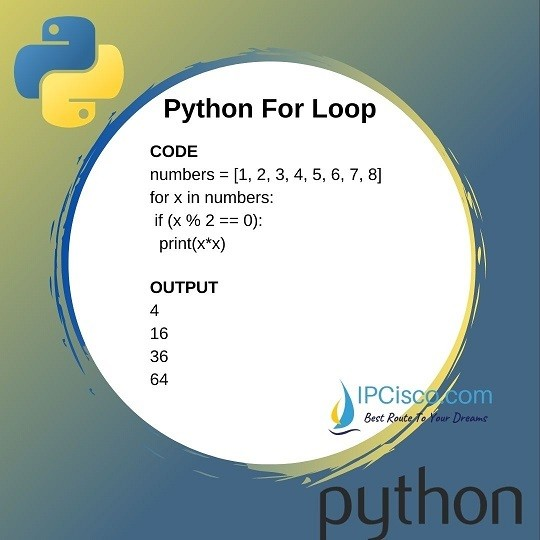 Python For Loop
CODE
numbers = [1, 2, 3, 4, 5, 6, 7, 8]
for x in numbers:
 if (x % 2 == 0):
  print(x*x)
OUTPUT
4
16
36
64
IPCisco.com
Best Route To Your Dreams
python